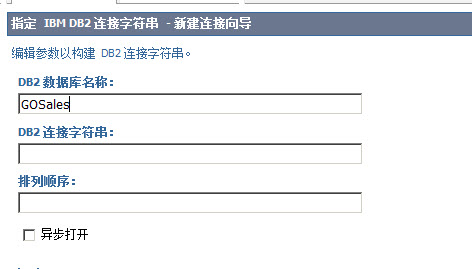 指定 IBM DB2 连接字符串 - 新建连接向导
编辑参数以构建 DB2 连接字符串。
DB2 数据库名称：
GOSales
DB2 连接字符串：
排列顺序：
异步打开